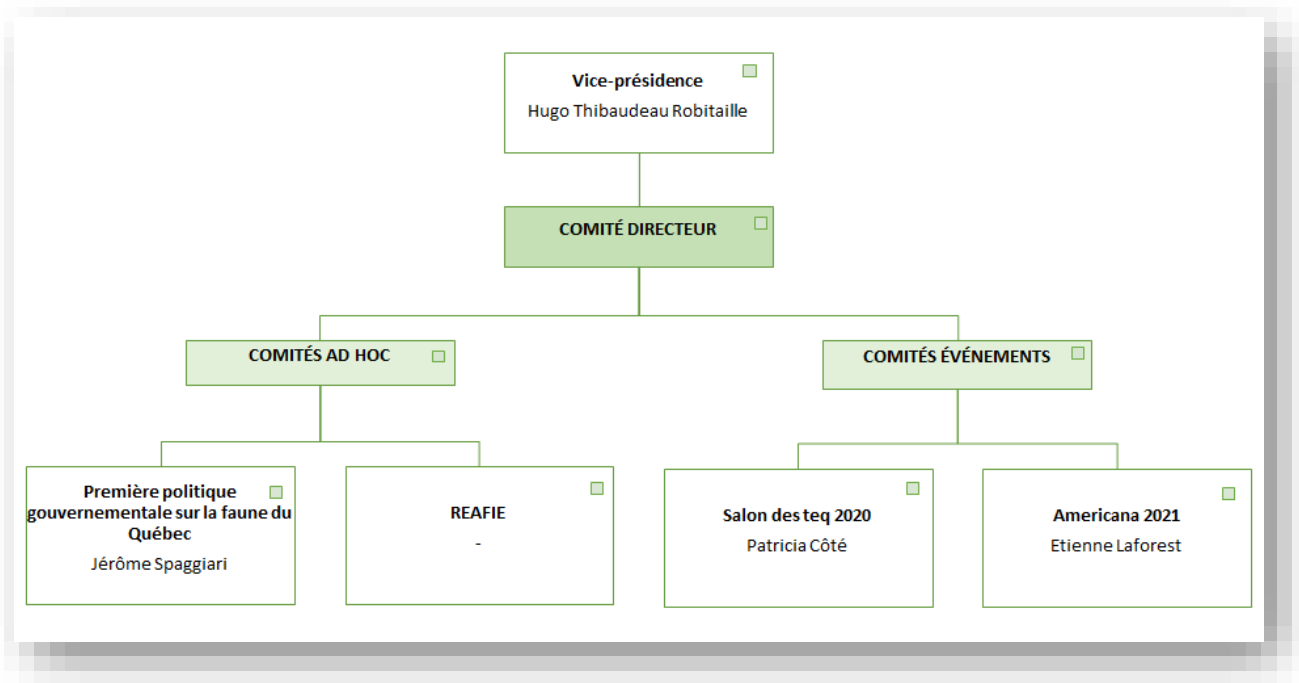 Vice-présidence
Hugo Thibaudeau Robitaille
COMITÉ DIRECTEUR
COMITÉS AD HOC
COMITÉS ÉVÉNEMENTS
Première politique
gouvernementale sur la faune du
Québec
Jérôme Spaggiari
REAFIE
-
Salon des teq 2020
Patricia Côté
Americana 2021
Etienne Laforest